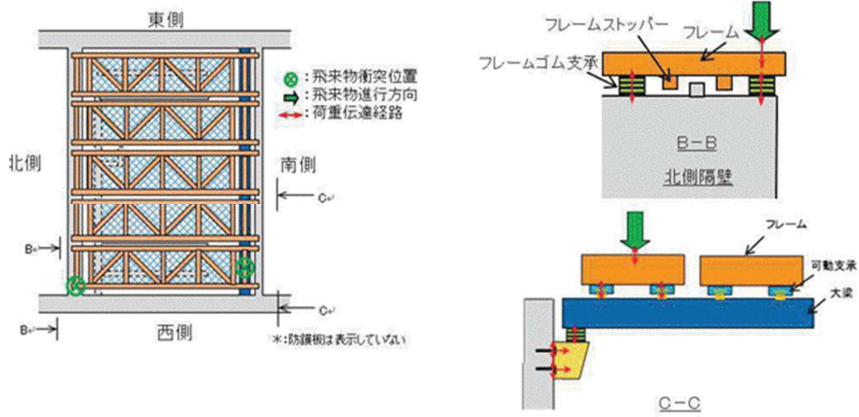 東側
北側
南側
西側
B
B
C
C
:飛来物衝突位置
:飛来物進行方向
:荷重伝達経路
*:防護板は表示していない
フレームストッパー
フレーム
フレームゴム支承
B-B
北側隔壁
フレーム
可動支承
大梁
C-C